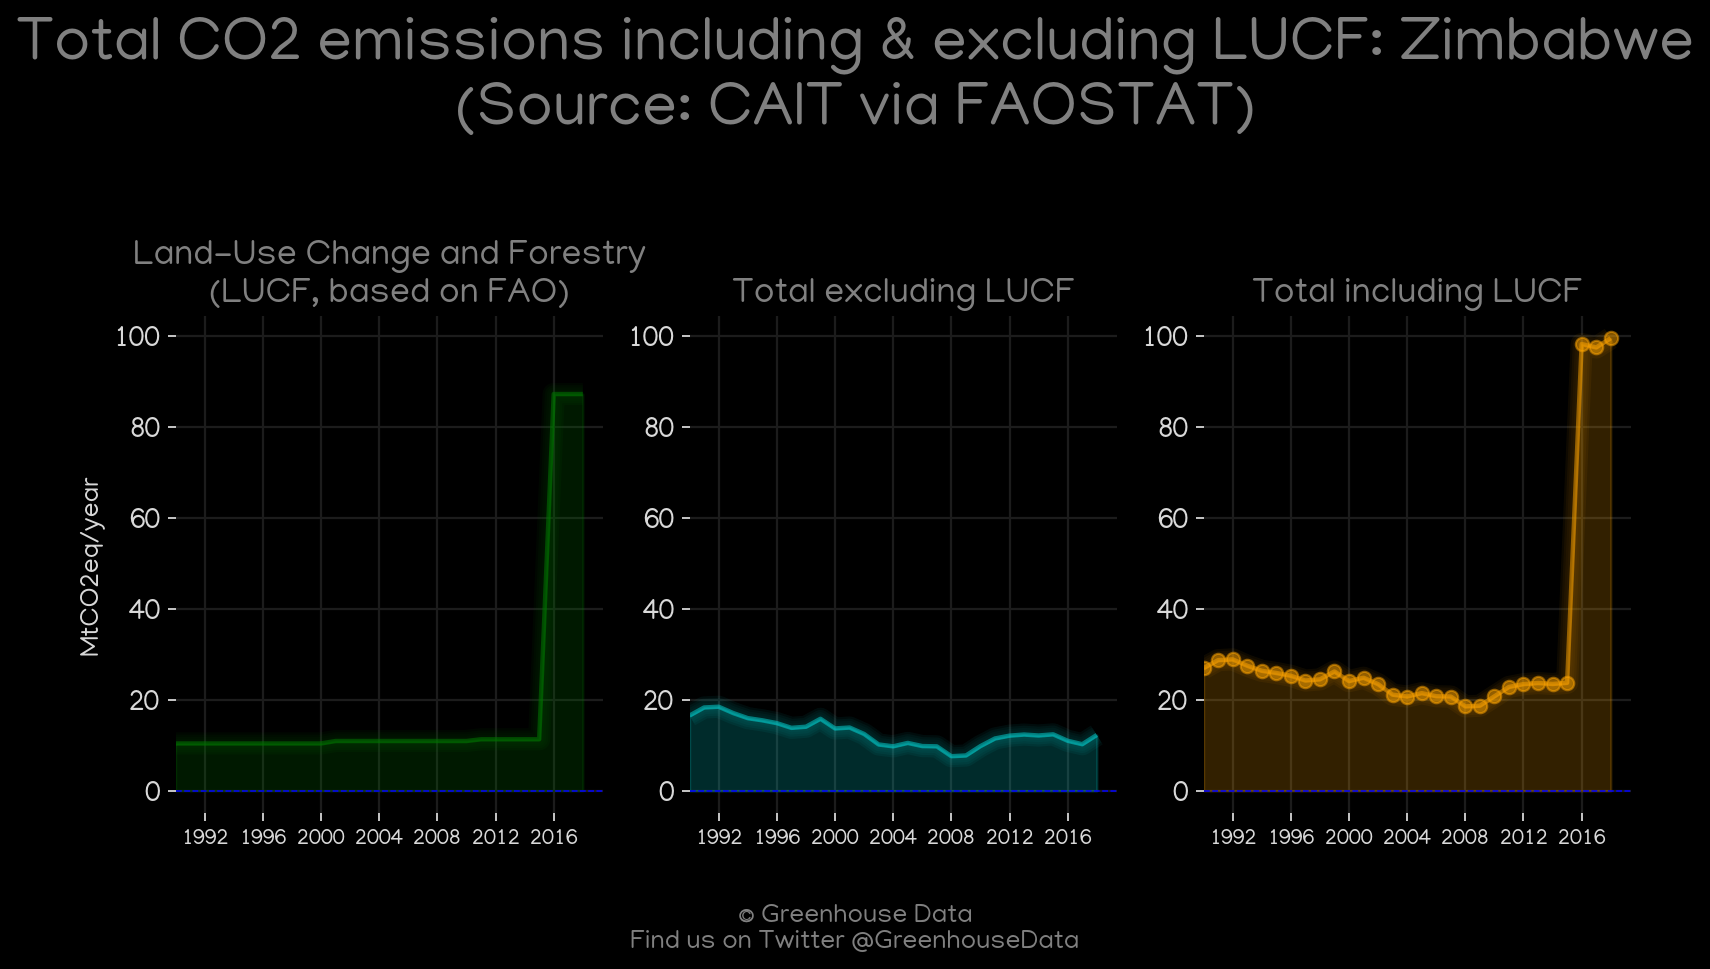 Total CO2 emissions including & excluding LUCF: Zimbabwe
(Source: CAIT via FAOSTAT)
Land-Use Change and Forestry
(LUCF, based on FAO)
100
80
60
40
20
0
MtCO2eq/year
1992 1996 2000 2004 2008 2012 2016
Total excluding LUCF
100
80
60
40
20
0
1992 1996 2000 2004 2008 2012 2016
Total including LUCF
100
80
60
40
20
0
1992 1996 2000 2004 2008 2012 2016
© Greenhouse Data
Find us on Twitter @GreenhouseData